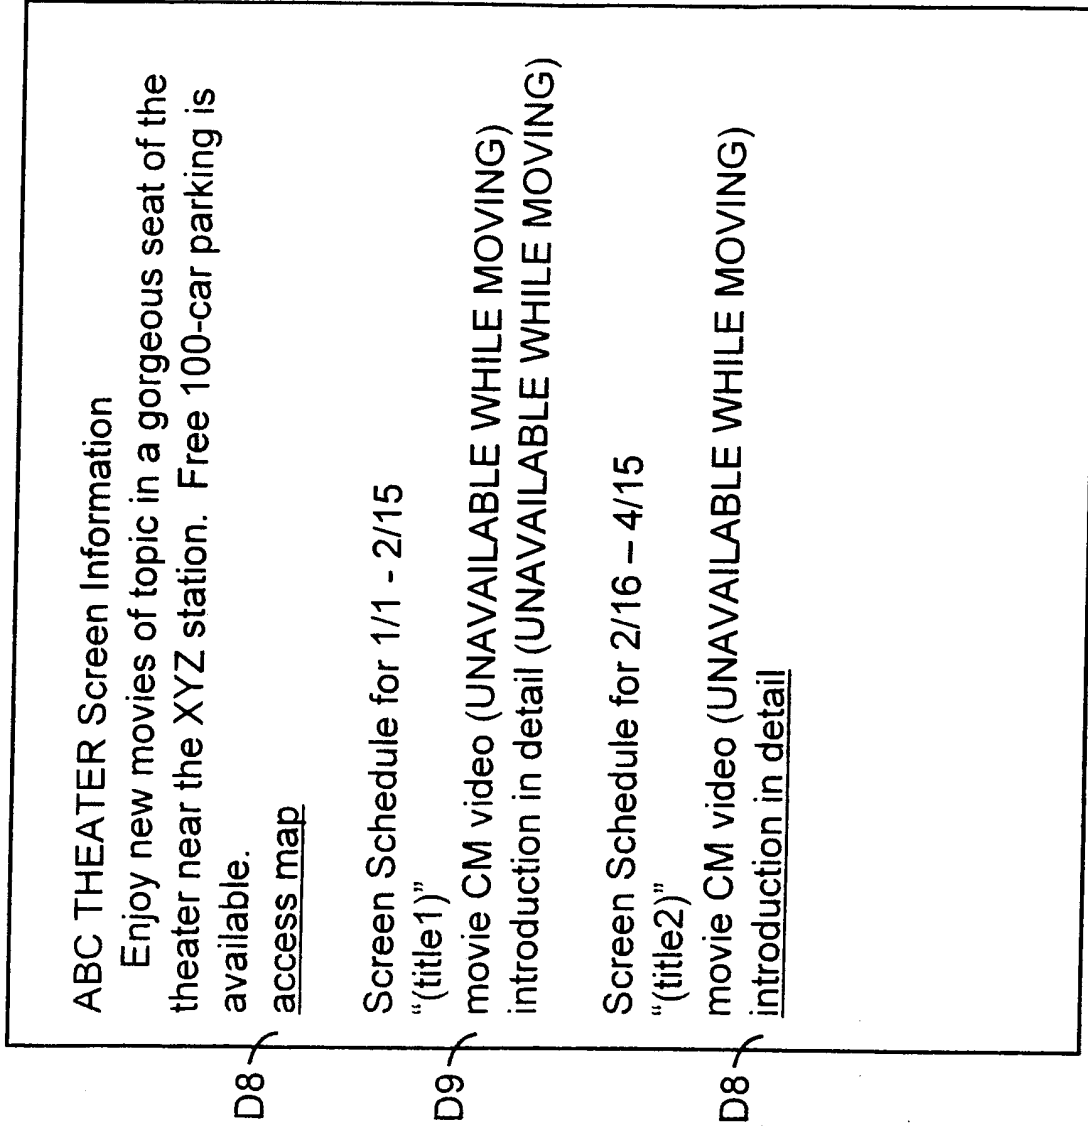 ABC THEATER Screen Information
Enjoy new movies of topic in a gorgeous seat of the
theater near the XYZ station. Free 100-car parking is
available.
D8 access map
Screen Schedule for 1/1 - 2/15
“(title1)”
D9 movie CM video (UNAVAILABLE WHILE MOVING)
introduction in detail (UNAVAILABLE WHILE MOVING)
Screen Schedule for 2/16 – 4/15
“(title2)”
movie CM video (UNAVAILABLE WHILE MOVING)
D8 introduction in detail